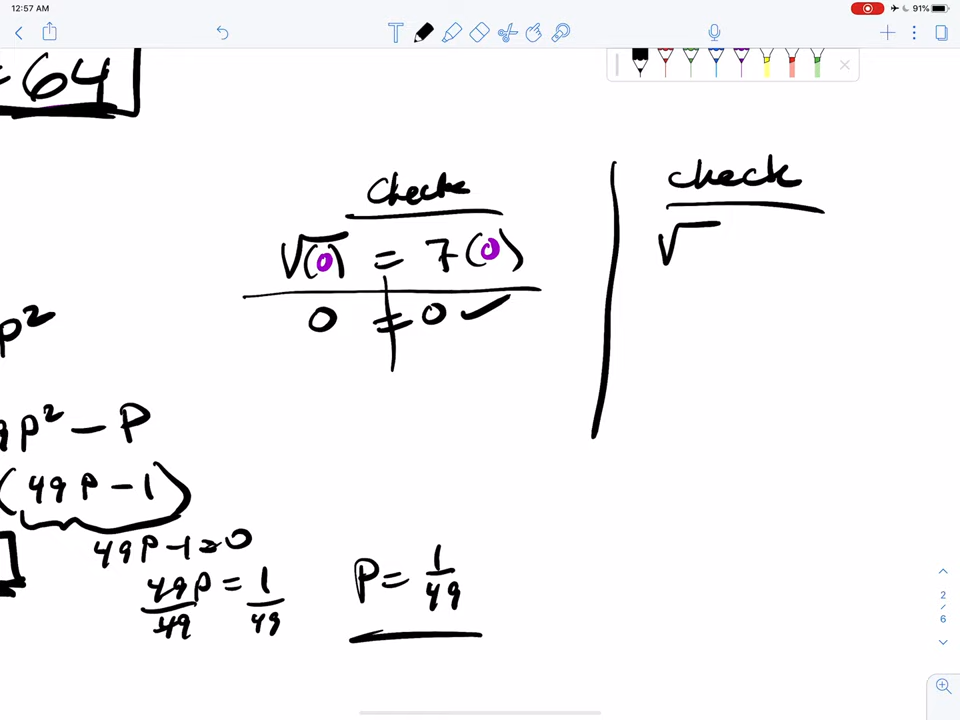 12:57 AM 91%
T
= 64
Check
√(0) = 7(0)
0 = 0 ✓
check
√
p²
9p² - P
(49P - 1)
49P - 1 = 0
49P = 1
49 49
P = 1/49
2
/
6